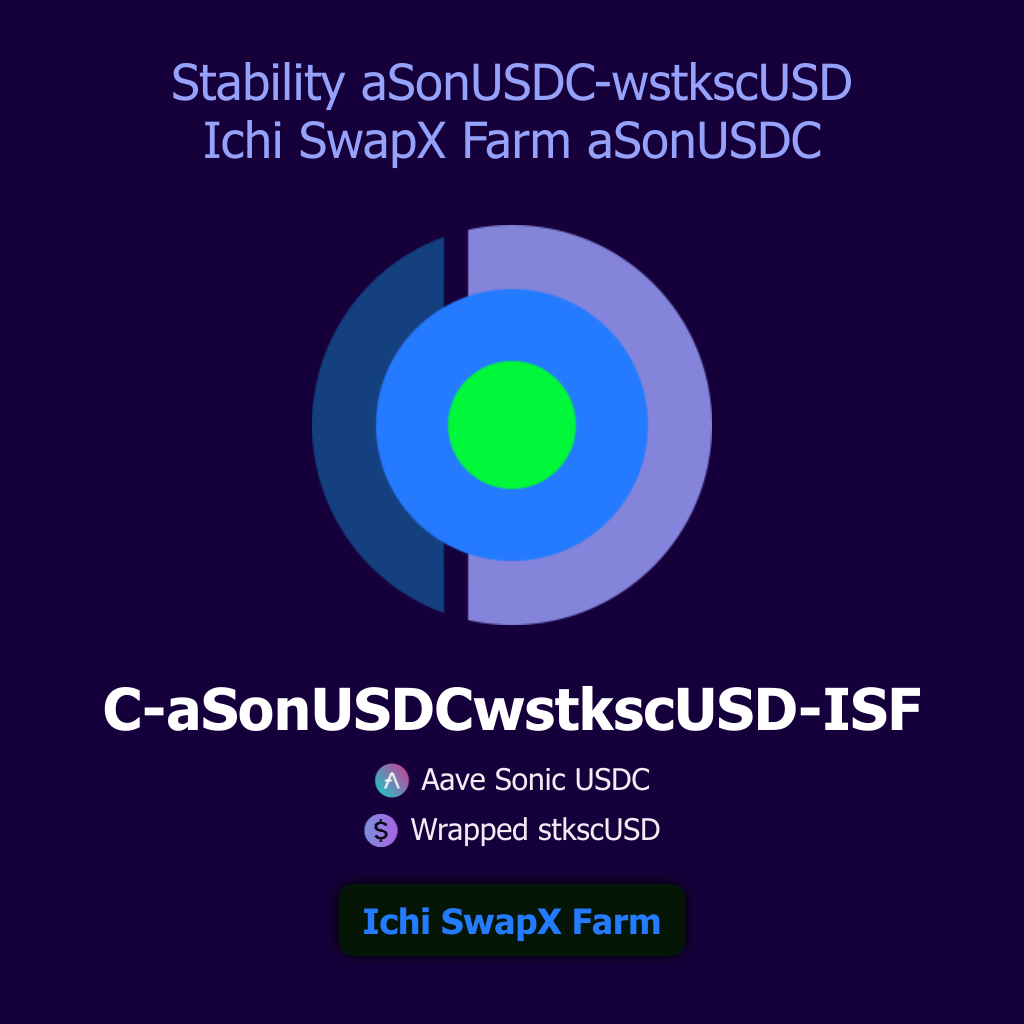 Stability aSonUSDC-wstkscUSD
Ichi SwapX Farm aSonUSDC
C-aSonUSDCwstkscUSD-ISF
Aave Sonic USDC
$ Wrapped stkscUSD
Ichi SwapX Farm